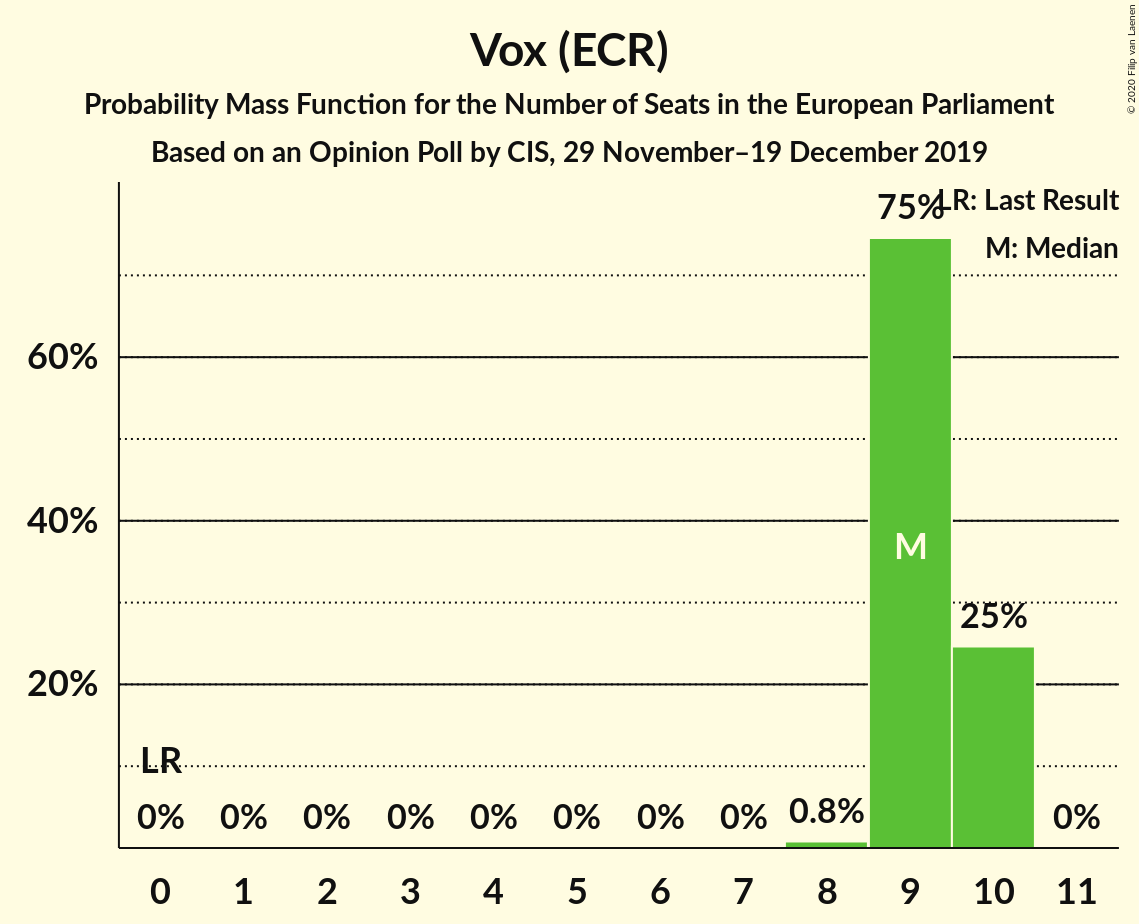 Vox (ECR)
Probability Mass Function for the Number of Seats in the European Parliament
Based on an Opinion Poll by CIS, 29 November–19 December 2019
© 2020 Filip van Laenen
LR: Last Result
M: Median
60%
40%
20%
LR
0%
0%
0%
0%
0%
0%
0%
0%
0.8%
75%
M
25%
0%
0 1 2 3 4 5 6 7 8 9 10 11